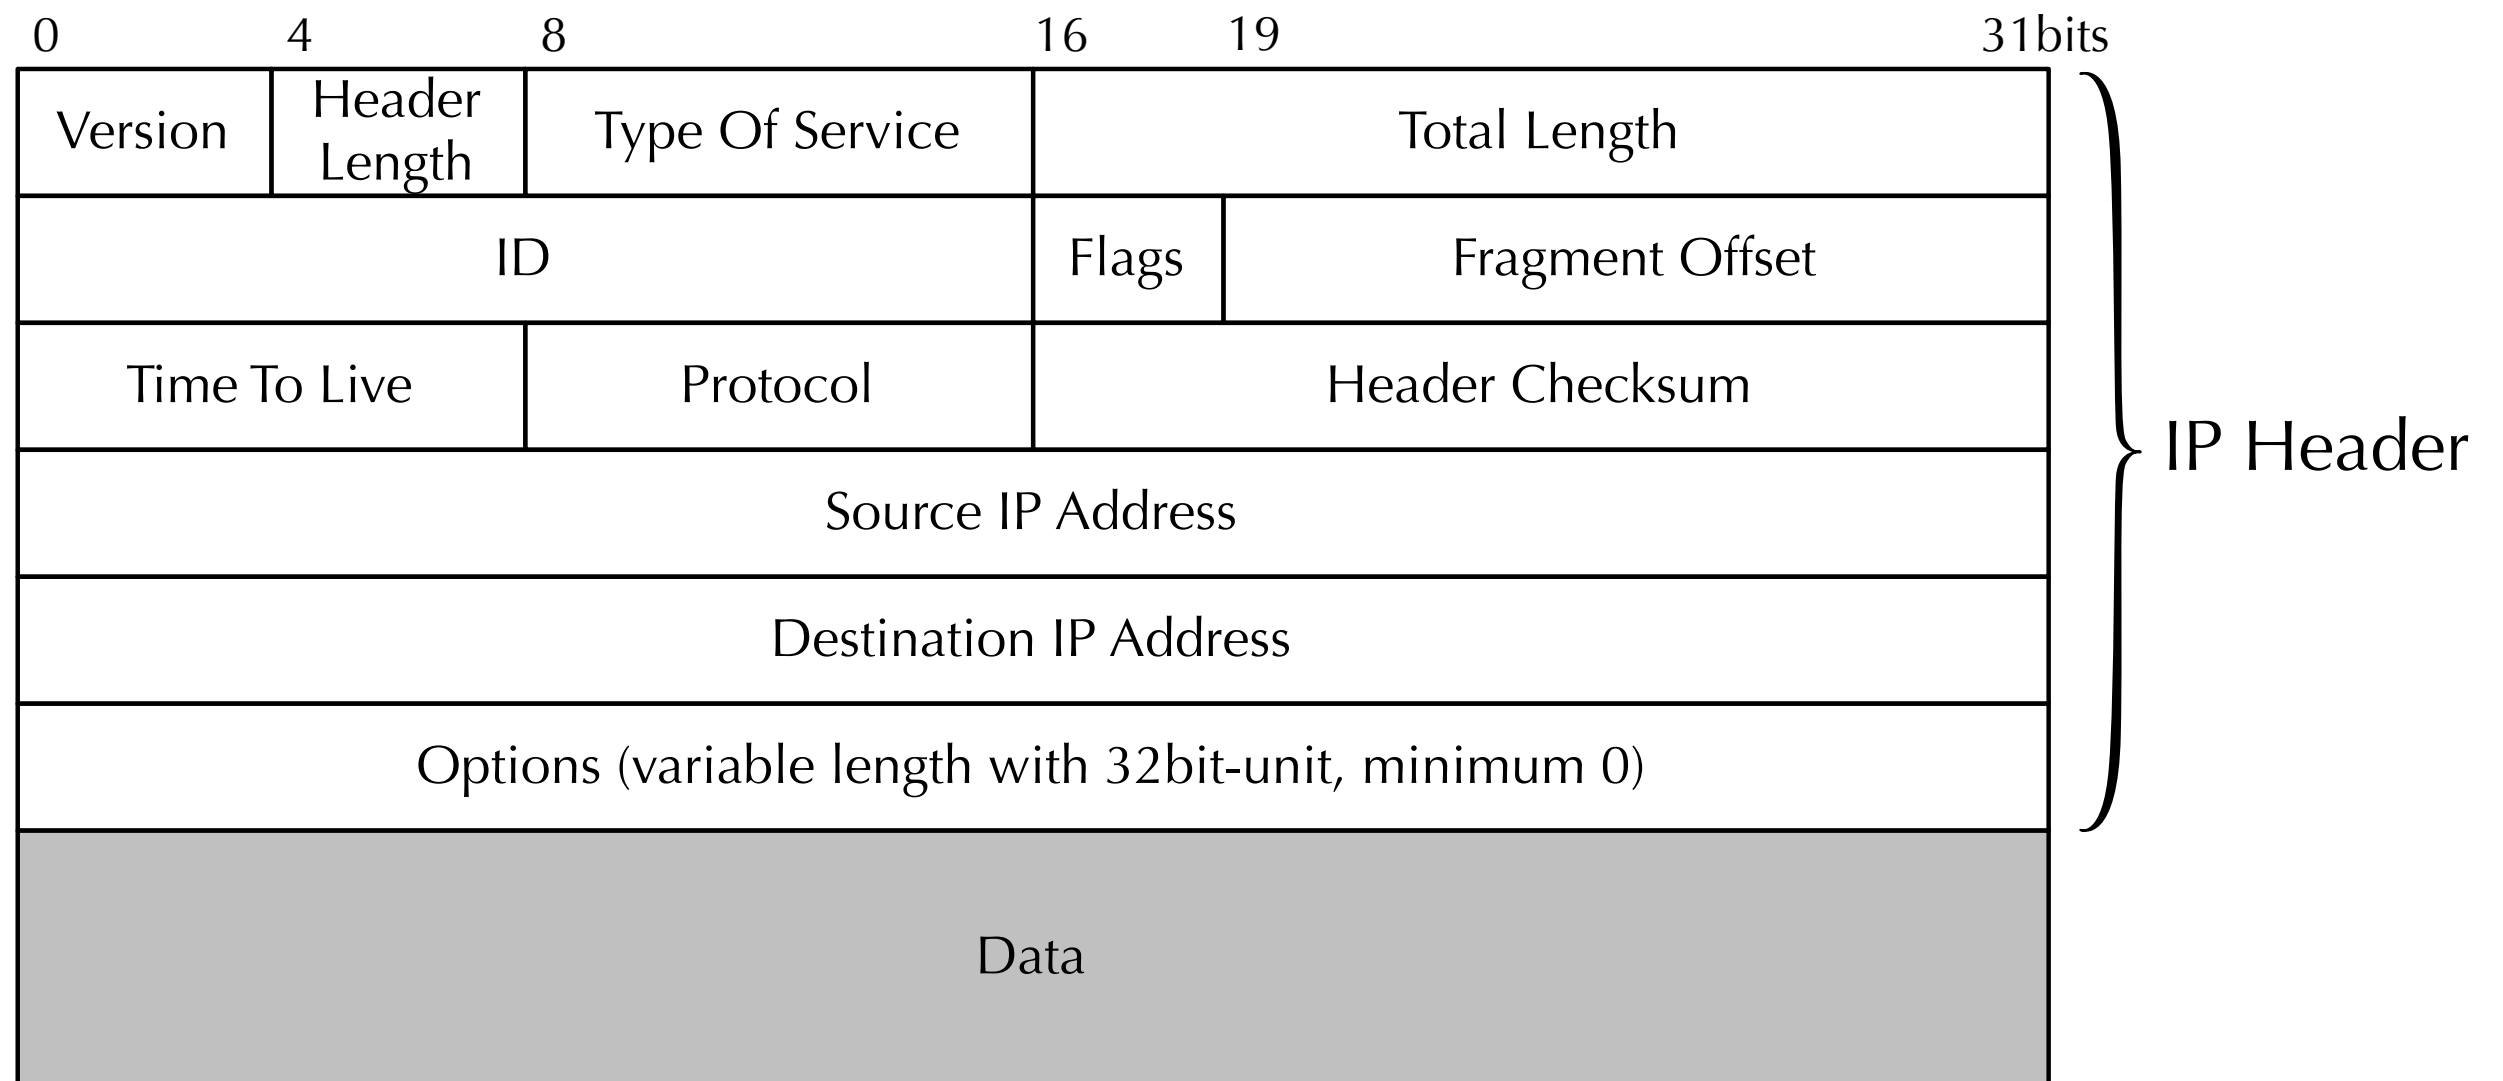 0 4 8 16 19 31bits
Version Header Length Type Of Service Total Length
ID Flags Fragment Offset
Time To Live Protocol Header Checksum
Source IP Address
Destination IP Address
Options (variable length with 32bit-unit, minimum 0)
IP Header
Data